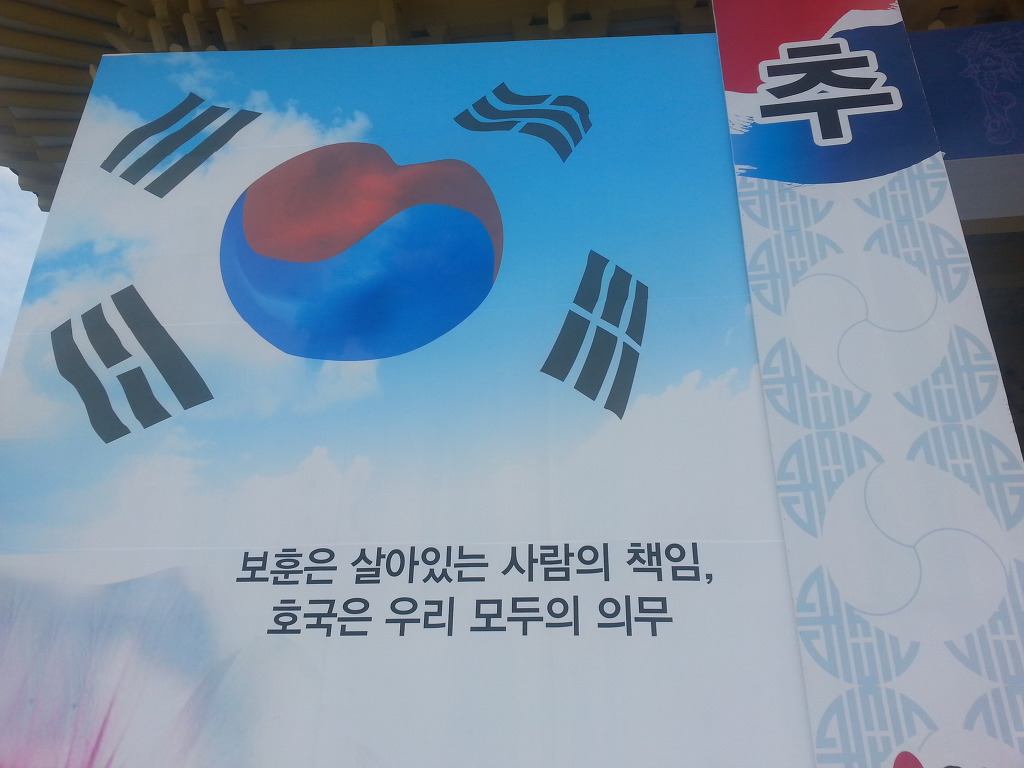 추
보훈은 살아있는 사람의 책임,
호국은 우리 모두의 의무